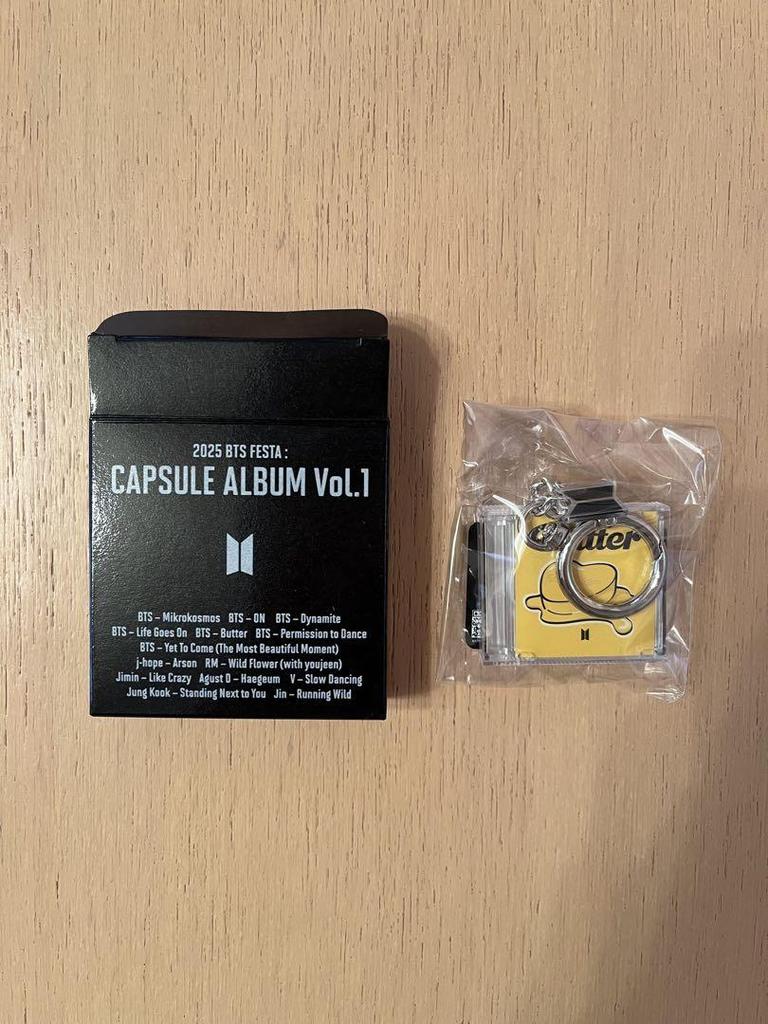 2025 BTS FESTA :
CAPSULE ALBUM Vol.1
BTS – Mikrokosmos BTS – ON BTS – Dynamite
BTS – Life Goes On BTS – Butter BTS – Permission to Dance
BTS – Yet To Come (The Most Beautiful Moment)
j-hope – Arson RM – Wild Flower (with youjeen)
Jimin – Like Crazy Agust D – Haegeum V – Slow Dancing
Jung Kook – Standing Next to You Jin – Running Wild
Butter